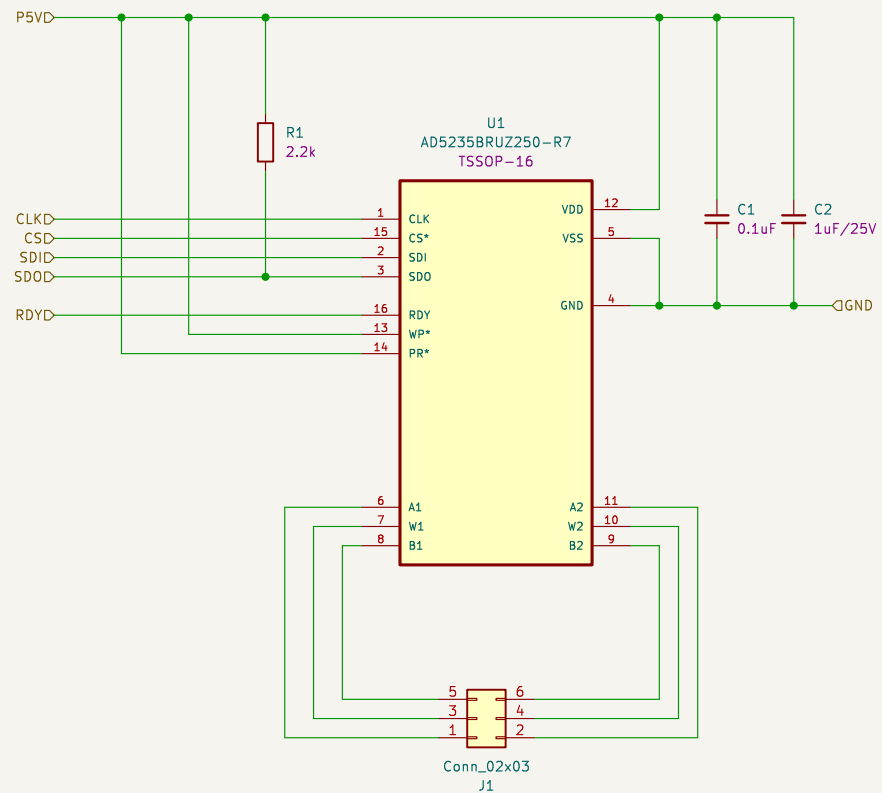 P5V
R1
2.2k
U1
AD5235BRUZ250-R7
TSSOP-16
CLK 1 CLK
CS 15 CS*
SDI 2 SDI
SDO 3 SDO
RDY 16 RDY
13 WP*
14 PR*
VDD 12
VSS 5
GND 4 GND
C1
0.1uF
C2
1uF/25V
6 A1
7 W1
8 B1
A2 11
W2 10
B2 9
5 6
3 4
1 2
Conn_02x03
J1